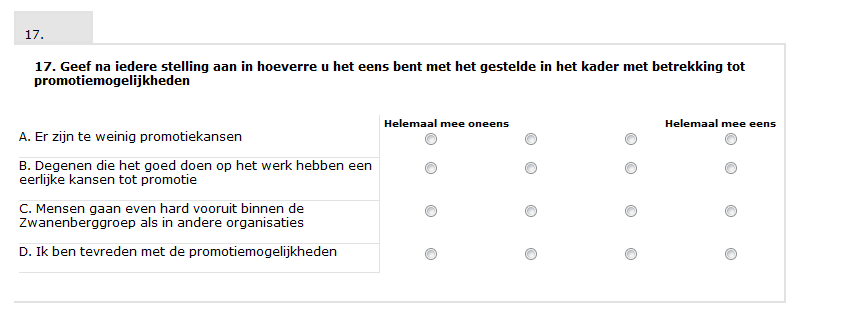 17.
17. Geef na iedere stelling aan in hoeverre u het eens bent met het gestelde in het kader met betrekking tot
promotiemogelijkheden
Helemaal mee oneens Helemaal mee eens
A. Er zijn te weinig promotiekansen
B. Degenen die het goed doen op het werk hebben een
eerlijke kansen tot promotie
C. Mensen gaan even hard vooruit binnen de
Zwanenberggroep als in andere organisaties
D. Ik ben tevreden met de promotiemogelijkheden